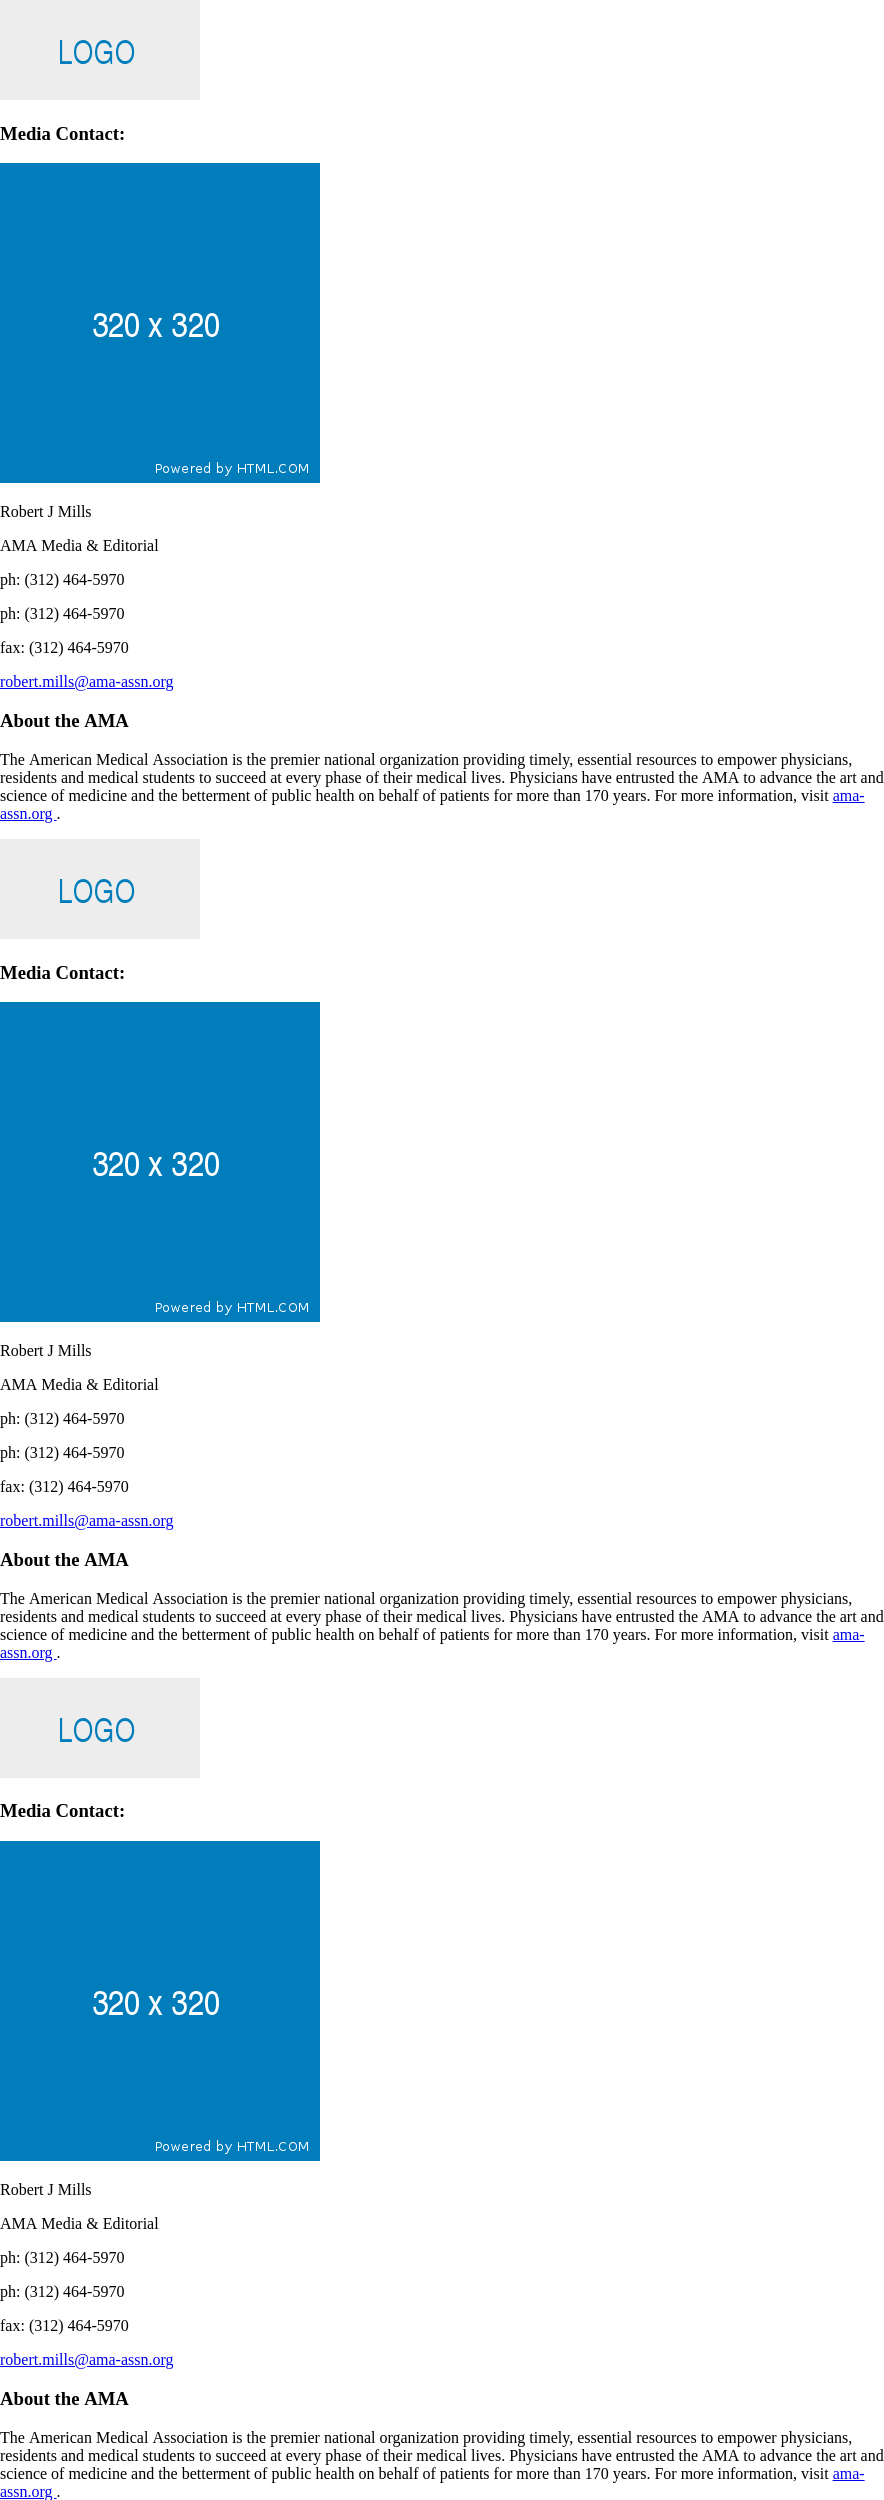 LOGO
Media Contact:
320 x 320
Powered by HTML.COM
Robert J Mills
AMA Media & Editorial
ph: (312) 464-5970
ph: (312) 464-5970
fax: (312) 464-5970
robert.mills@ama-assn.org
About the AMA
The American Medical Association is the premier national organization providing timely, essential resources to empower physicians,
residents and medical students to succeed at every phase of their medical lives. Physicians have entrusted the AMA to advance the art and
science of medicine and the betterment of public health on behalf of patients for more than 170 years. For more information, visit ama-
assn.org .
LOGO
Media Contact:
320 x 320
Powered by HTML.COM
Robert J Mills
AMA Media & Editorial
ph: (312) 464-5970
ph: (312) 464-5970
fax: (312) 464-5970
robert.mills@ama-assn.org
About the AMA
The American Medical Association is the premier national organization providing timely, essential resources to empower physicians,
residents and medical students to succeed at every phase of their medical lives. Physicians have entrusted the AMA to advance the art and
science of medicine and the betterment of public health on behalf of patients for more than 170 years. For more information, visit ama-
assn.org .
LOGO
Media Contact:
320 x 320
Powered by HTML.COM
Robert J Mills
AMA Media & Editorial
ph: (312) 464-5970
ph: (312) 464-5970
fax: (312) 464-5970
robert.mills@ama-assn.org
About the AMA
The American Medical Association is the premier national organization providing timely, essential resources to empower physicians,
residents and medical students to succeed at every phase of their medical lives. Physicians have entrusted the AMA to advance the art and
science of medicine and the betterment of public health on behalf of patients for more than 170 years. For more information, visit ama-
assn.org .